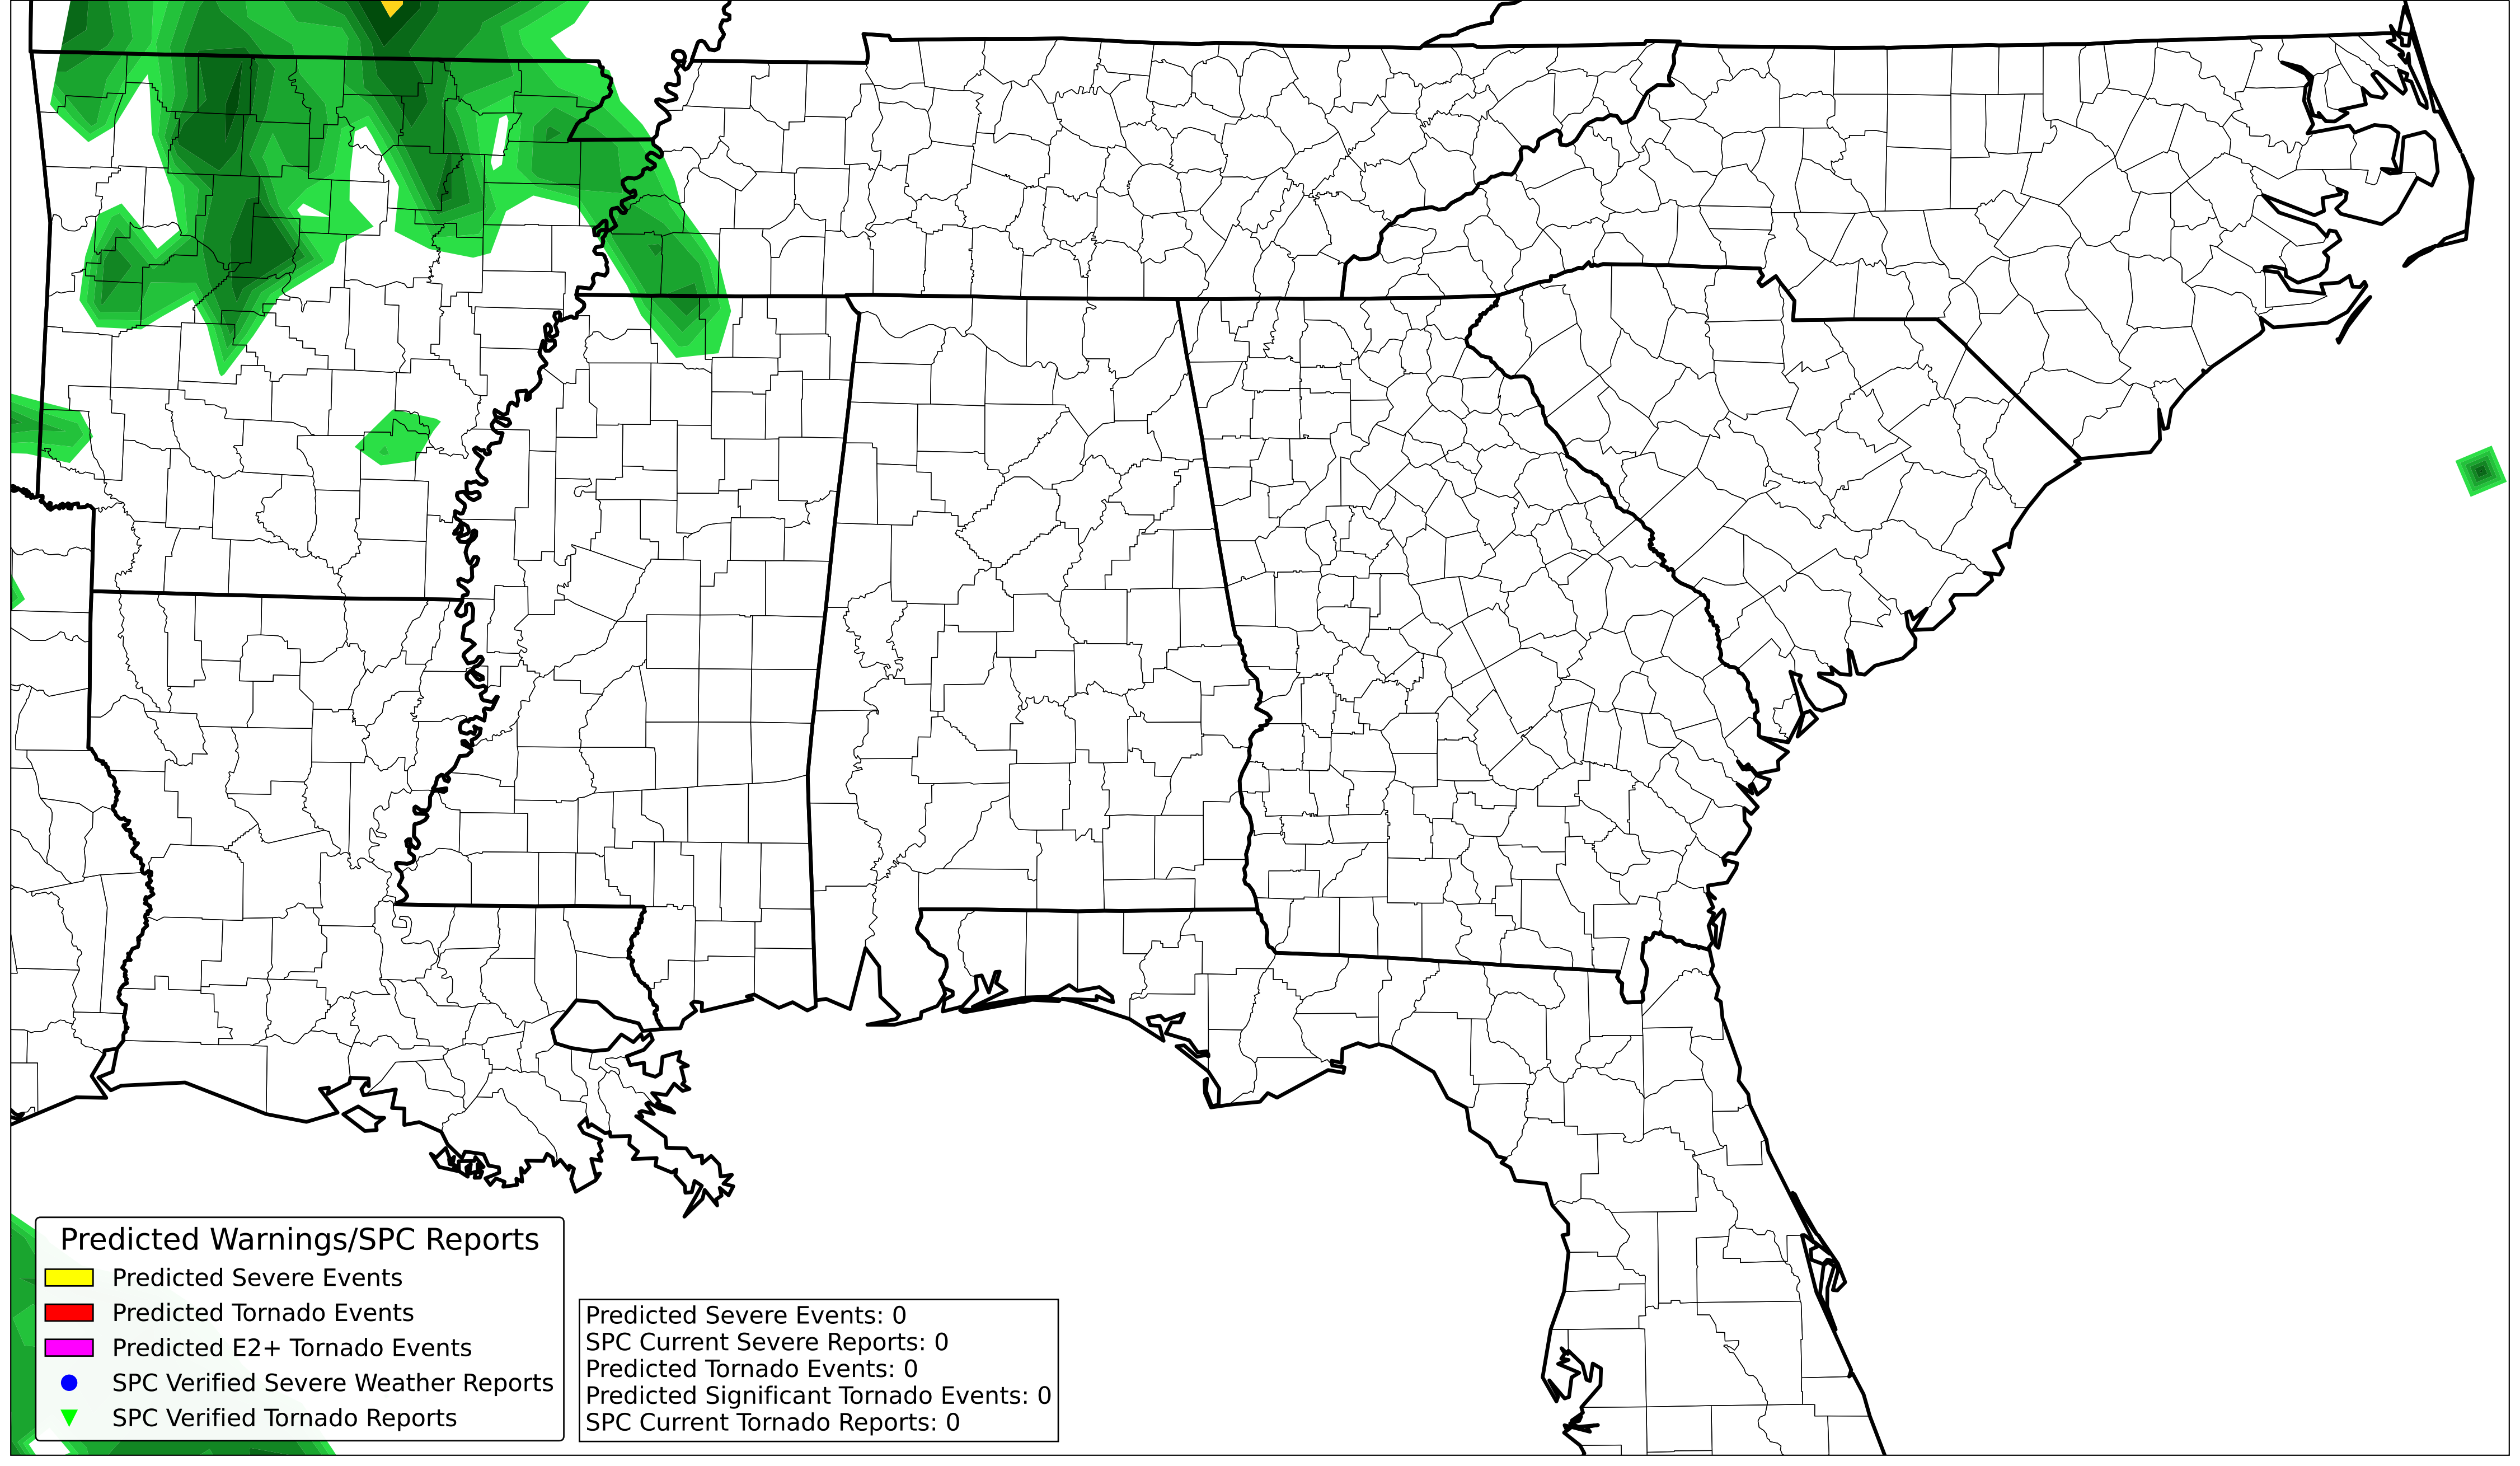 Predicted Warnings/SPC Reports
Predicted Severe Events
Predicted Tornado Events
Predicted E2+ Tornado Events
SPC Verified Severe Weather Reports
SPC Verified Tornado Reports
Predicted Severe Events: 0
SPC Current Severe Reports: 0
Predicted Tornado Events: 0
Predicted Significant Tornado Events: 0
SPC Current Tornado Reports: 0